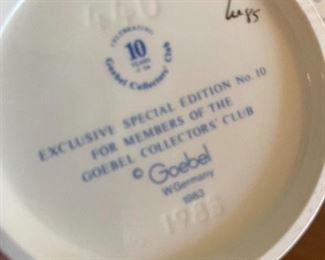 440
CELEBRATING
10
YEARS
Goebel Collectors' Club
EXCLUSIVE SPECIAL EDITION No. 10
FOR MEMBERS OF THE
GOEBEL COLLECTORS' CLUB
© Goebel
W.Germany
1983